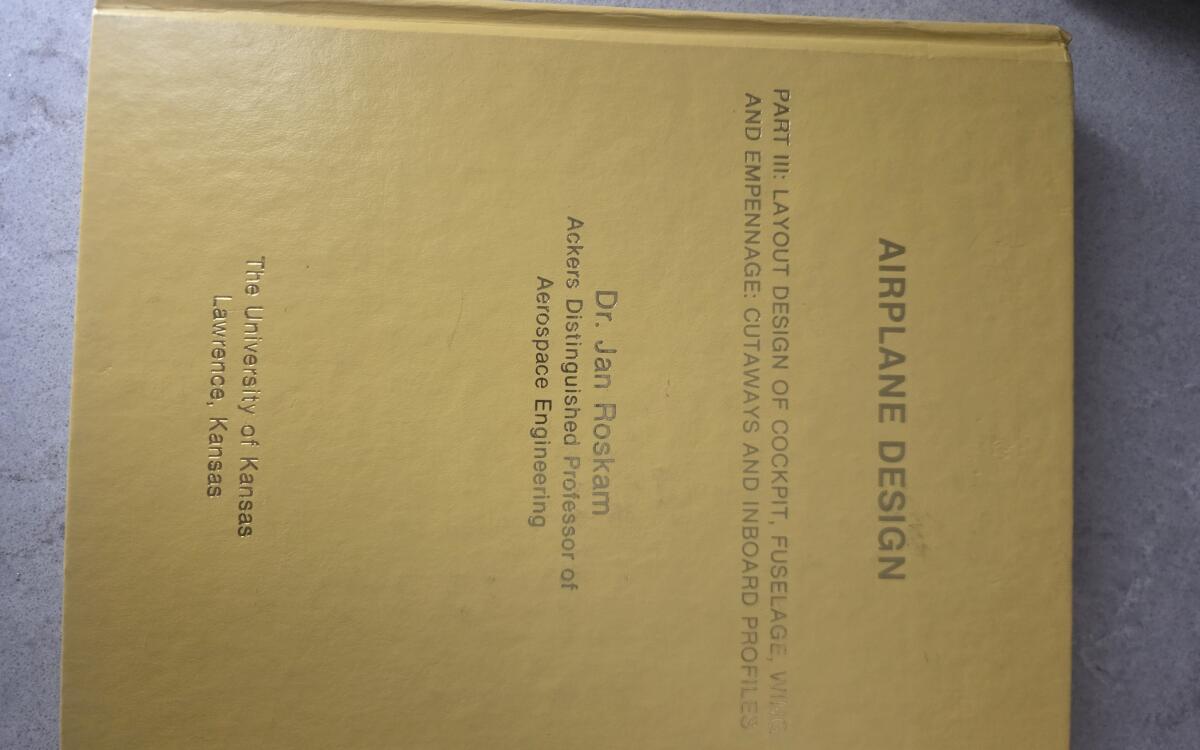 AIRPLANE DESIGN
PART III: LAYOUT DESIGN OF COCKPIT, FUSELAGE, WING
AND EMPENNAGE: CUTAWAYS AND INBOARD PROFILES
Dr. Jan Roskam
Ackers Distinguished Professor of
Aerospace Engineering
The University of Kansas
Lawrence, Kansas